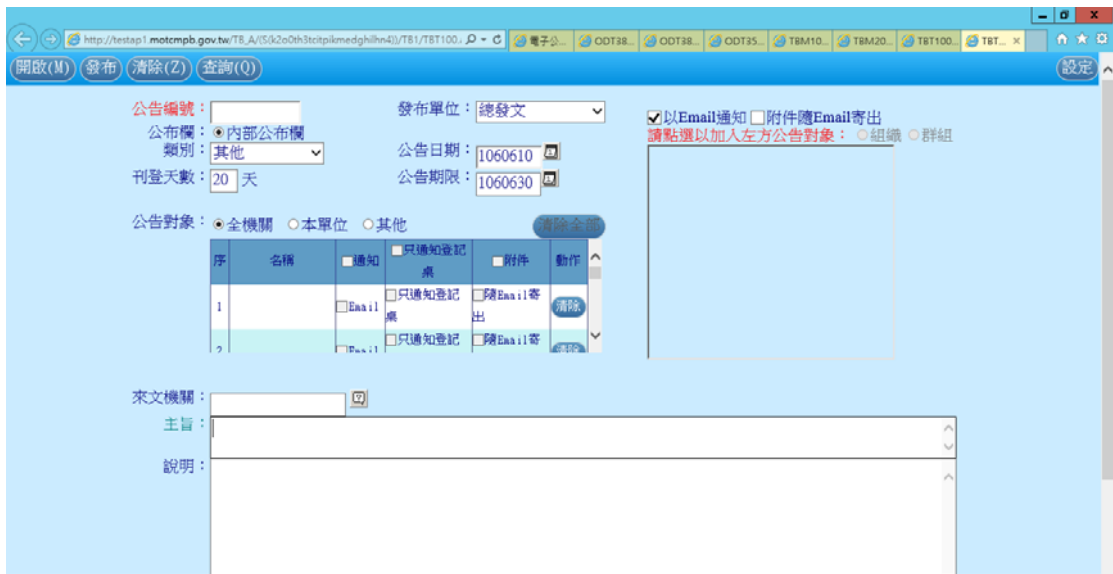 http://testap1.motcmpb.gov.tw/TB_A/(S(k2o0th3tcitpikmedghilhn4))/TB1/TBT100.
電子公...
ODT38...
ODT38...
ODT35...
TBM10...
TBM20...
TBT100...
TBT...
開啟(M) 發布 清除(Z) 查詢(Q) 設定
公告編號： 發布單位：總發文
公布欄：內部公布欄
類別：其他 公告日期：1060610
刊登天數：20 天 公告期限：1060630
☑以Email通知 □附件隨Email寄出
請點選以加入左方公告對象： ○組織 ○群組
公告對象： 全機關 ○本單位 ○其他 清除全部
序 名稱 □通知 □只通知登記桌 □附件 動作
1 □Email □只通知登記桌 □隨Email寄出 清除
2 □Email □只通知登記 □隨Email寄 清除
來文機關：
主旨：
說明：